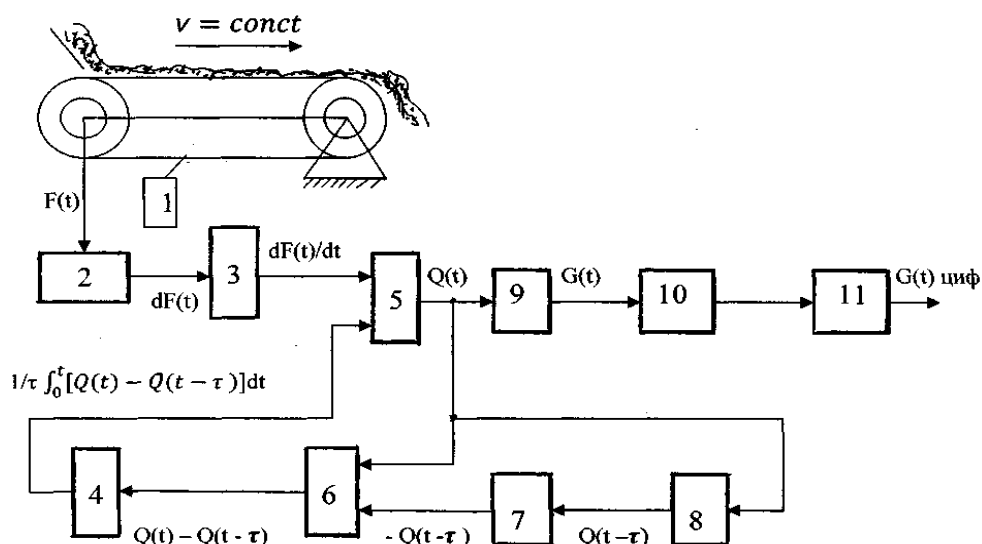 v = conct
1
F(t)
2
dF(t)
3
dF(t)/dt
5
Q(t)
9
G(t)
10
11
G(t) циф
1/τ ∫₀ᵗ[Q(t) − Q(t − τ)]dt
4
Q(t) – Q(t - τ)
6
- Q(t -τ)
7
Q(t –τ)
8